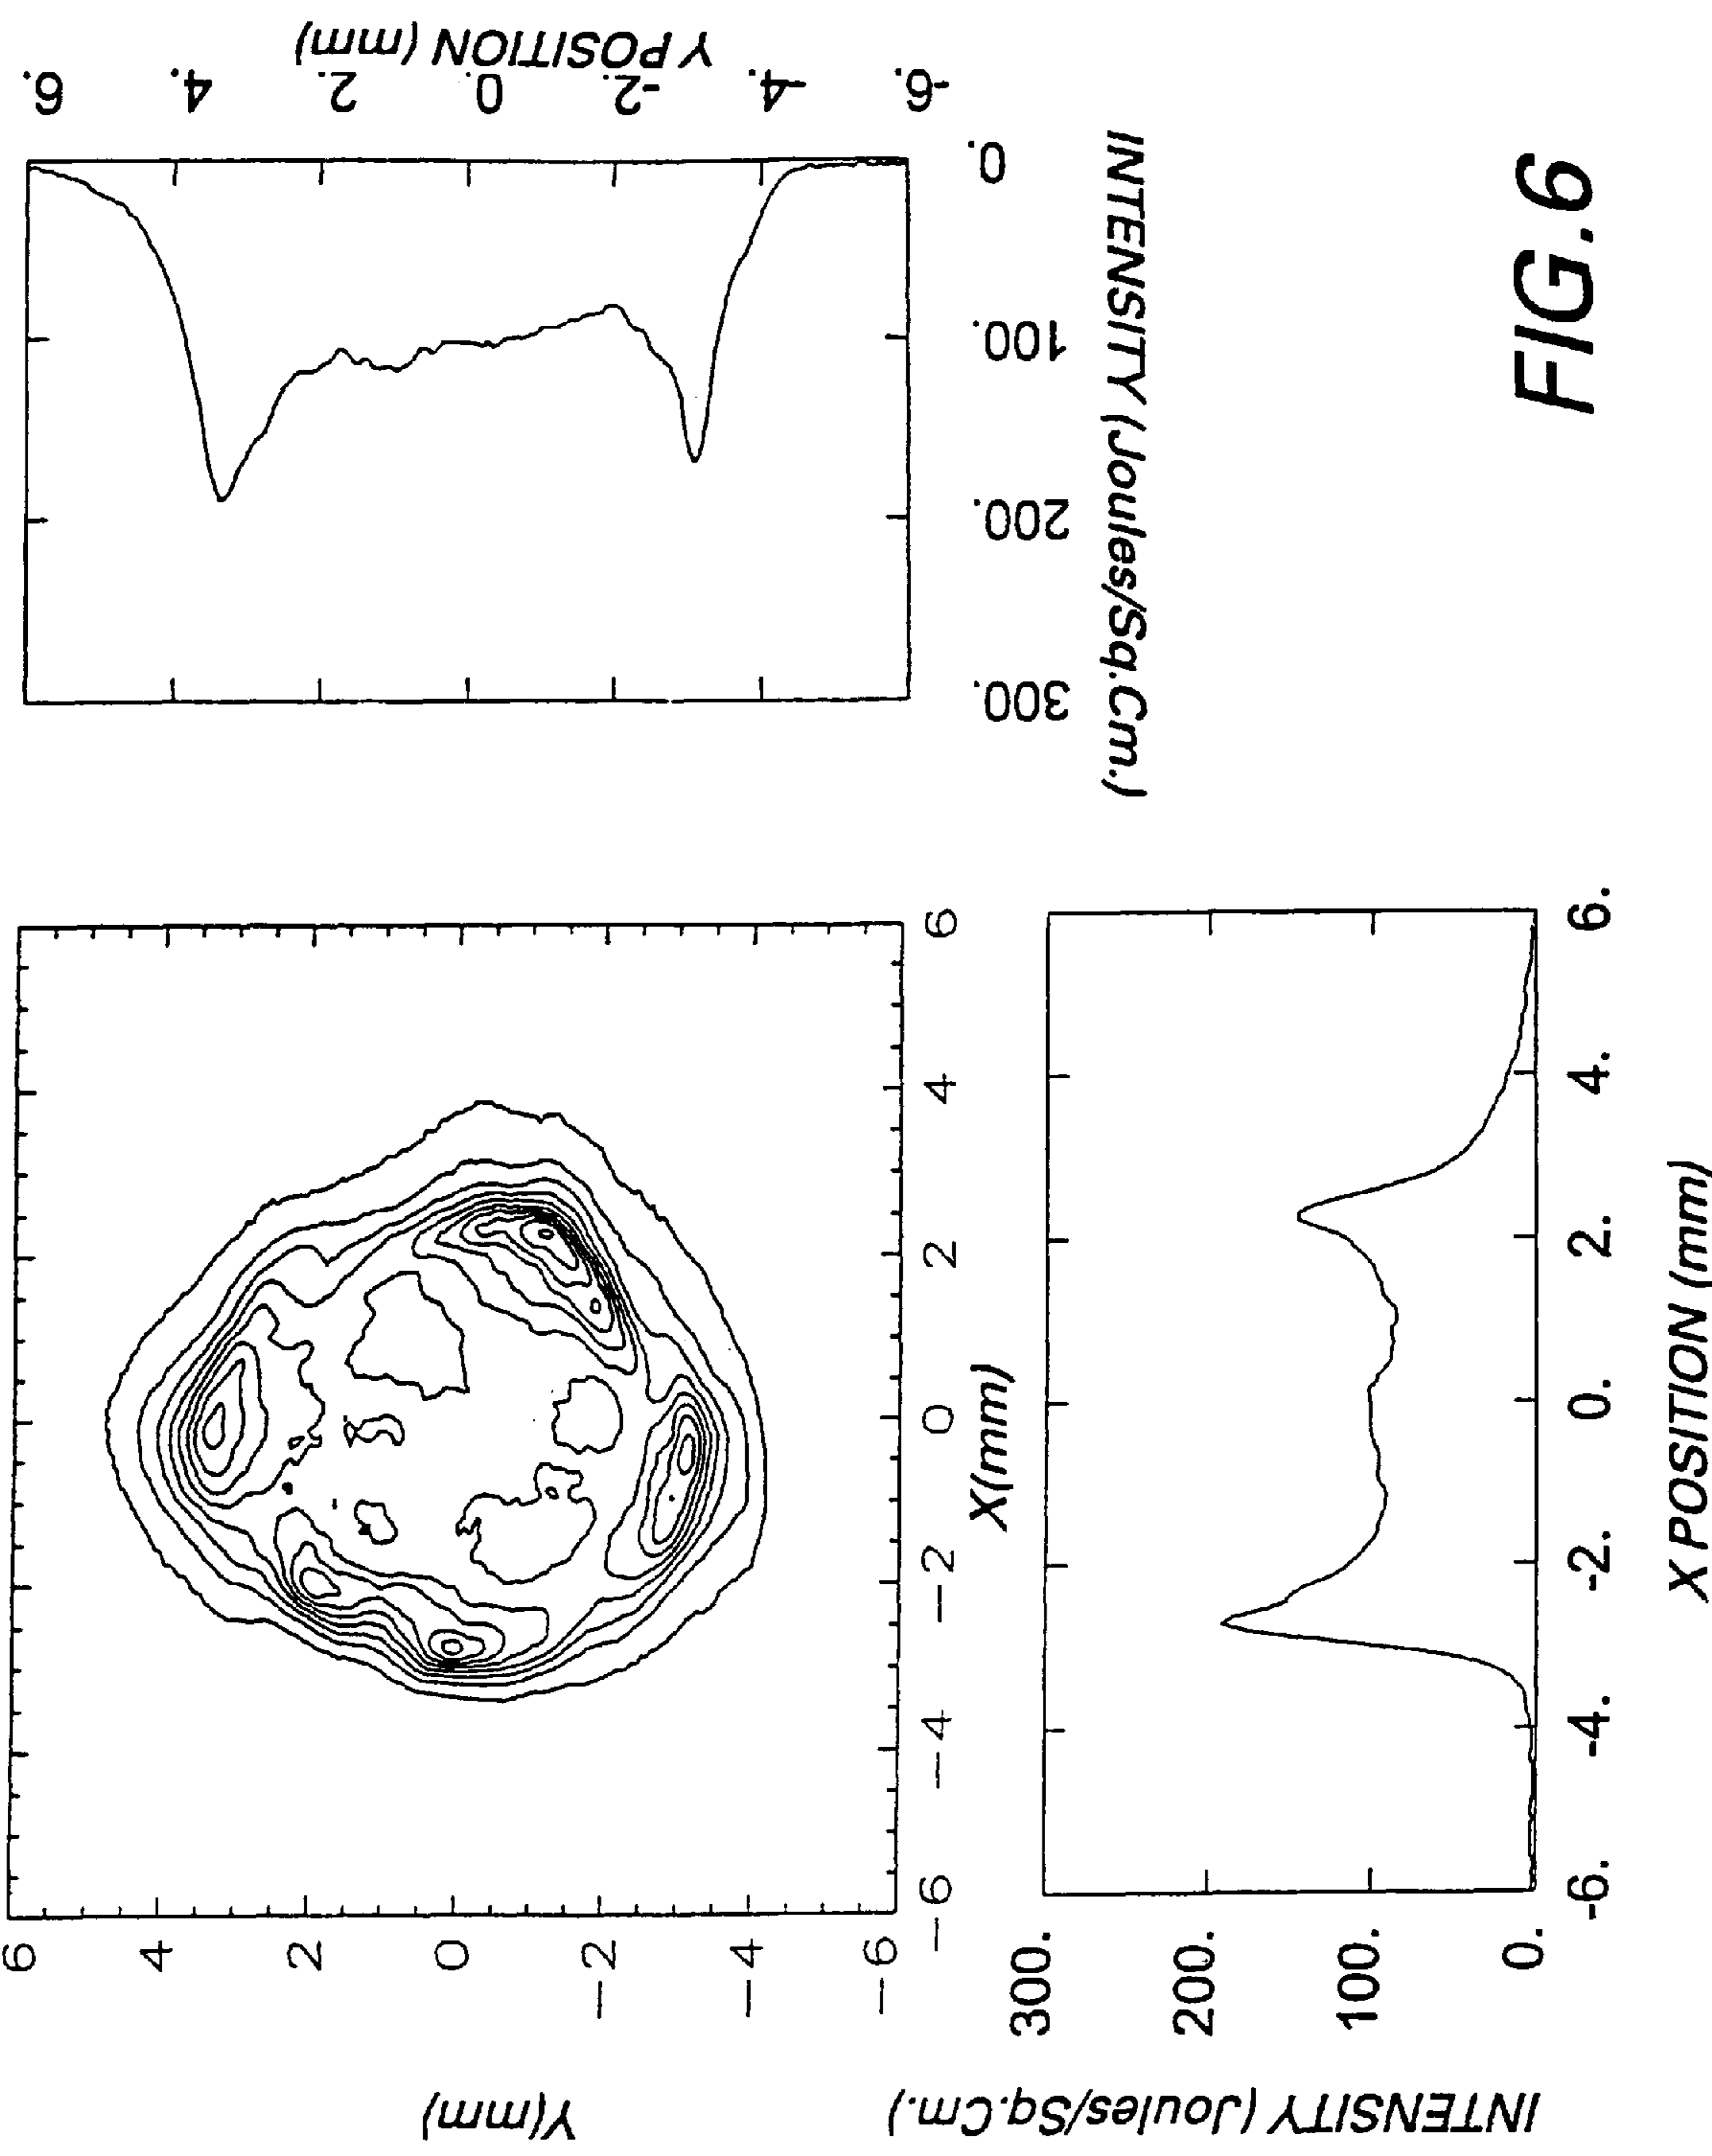 6 4 2 0 −2 −4 −6
Y(mm)
−6 −4 −2 0 2 4 6
X(mm)
300. 200. 100. 0.
INTENSITY (Joules/Sq.Cm.)
-6. -4. -2. 0. 2. 4. 6.
X POSITION (mm)
6. 4. 2. 0. -2. -4. -6.
Y POSITION (mm)
300. 200. 100. 0.
INTENSITY (Joules/Sq.Cm.)
FIG. 6